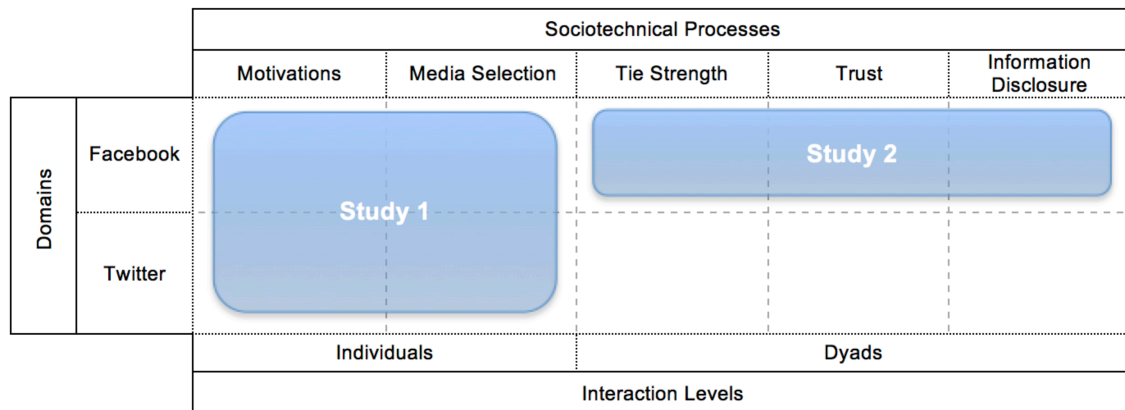 Sociotechnical Processes
Motivations
Media Selection
Tie Strength
Trust
Information
Disclosure
Domains
Facebook
Study 1
Study 2
Twitter
Individuals
Dyads
Interaction Levels